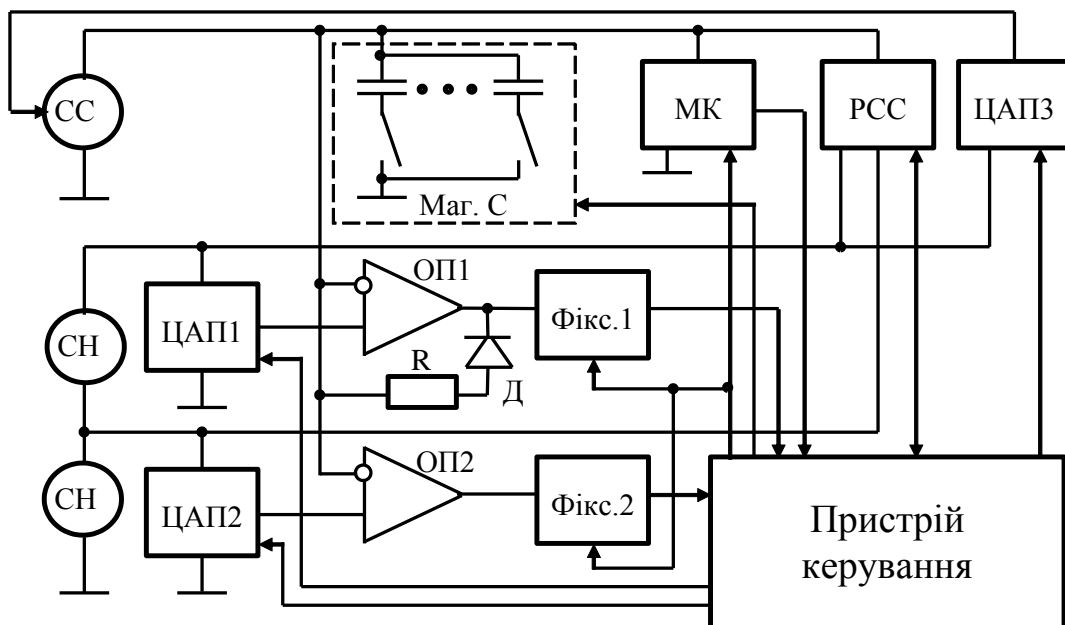 СС
МК
РСС
ЦАП3
Маг. С
ОП1
ЦАП1
Фікс.1
СН
R
Д
ОП2
СН
ЦАП2
Фікс.2
Пристрій
керування